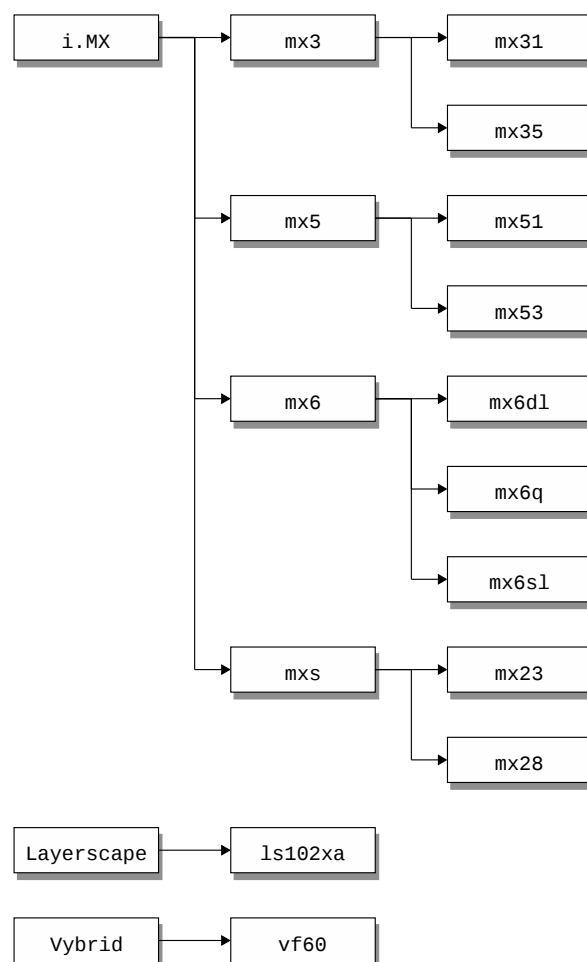 i.MX mx3 mx31
mx35
mx5 mx51
mx53
mx6 mx6dl
mx6q
mx6sl
mxs mx23
mx28
Layerscape ls102xa
Vybrid vf60